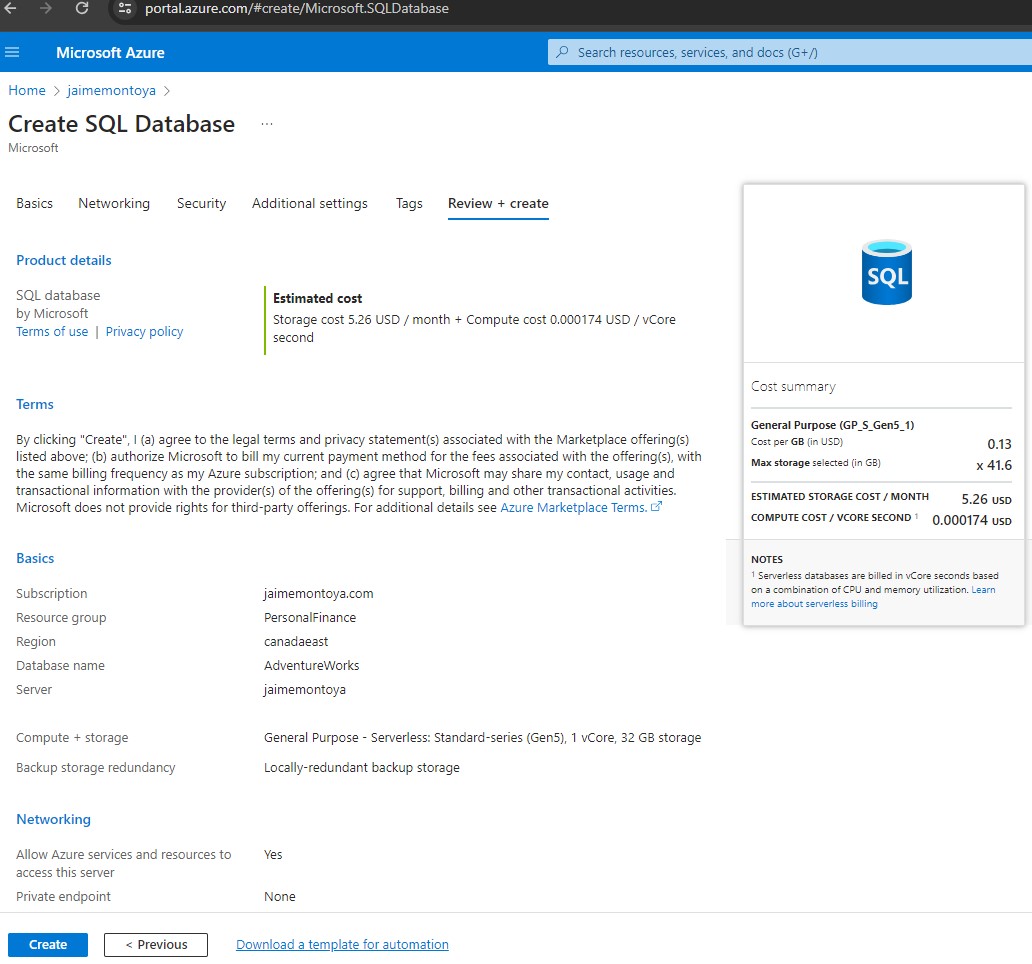 portal.azure.com/#create/Microsoft.SQLDatabase
Microsoft Azure
Search resources, services, and docs (G+/)
Home > jaimemontoya >
Create SQL Database ...
Microsoft
Basics Networking Security Additional settings Tags Review + create
Product details
SQL database
by Microsoft
Terms of use | Privacy policy
Estimated cost
Storage cost 5.26 USD / month + Compute cost 0.000174 USD / vCore
second
Terms
By clicking "Create", I (a) agree to the legal terms and privacy statement(s) associated with the Marketplace offering(s)
listed above; (b) authorize Microsoft to bill my current payment method for the fees associated with the offering(s), with
the same billing frequency as my Azure subscription; and (c) agree that Microsoft may share my contact, usage and
transactional information with the provider(s) of the offering(s) for support, billing and other transactional activities.
Microsoft does not provide rights for third-party offerings. For additional details see Azure Marketplace Terms.
Basics
Subscription jaimemontoya.com
Resource group PersonalFinance
Region canadaeast
Database name AdventureWorks
Server jaimemontoya
Compute + storage General Purpose - Serverless: Standard-series (Gen5), 1 vCore, 32 GB storage
Backup storage redundancy Locally-redundant backup storage
Networking
Allow Azure services and resources to Yes
access this server
Private endpoint None
Create < Previous Download a template for automation
SQL
Cost summary
General Purpose (GP_S_Gen5_1)
Cost per GB (in USD) 0.13
Max storage selected (in GB) x 41.6
ESTIMATED STORAGE COST / MONTH 5.26 USD
COMPUTE COST / VCORE SECOND ¹ 0.000174 USD
NOTES
¹ Serverless databases are billed in vCore seconds based
on a combination of CPU and memory utilization. Learn
more about serverless billing